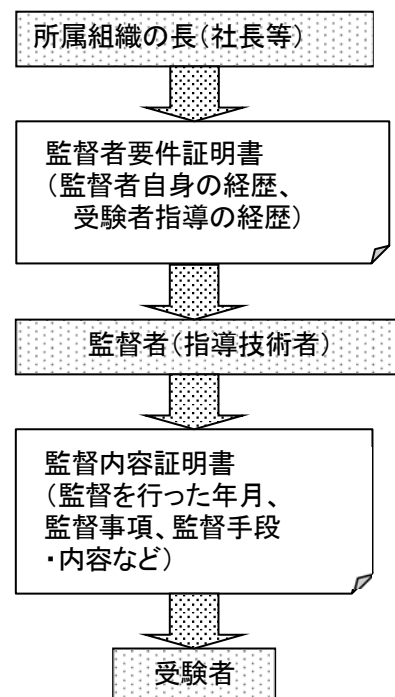 所属組織の長（社長等）
監督者要件証明書
（監督者自身の経歴、
受験者指導の経歴）
監督者（指導技術者）
監督内容証明書
（監督を行った年月、
監督事項、監督手段
・内容など）
受験者